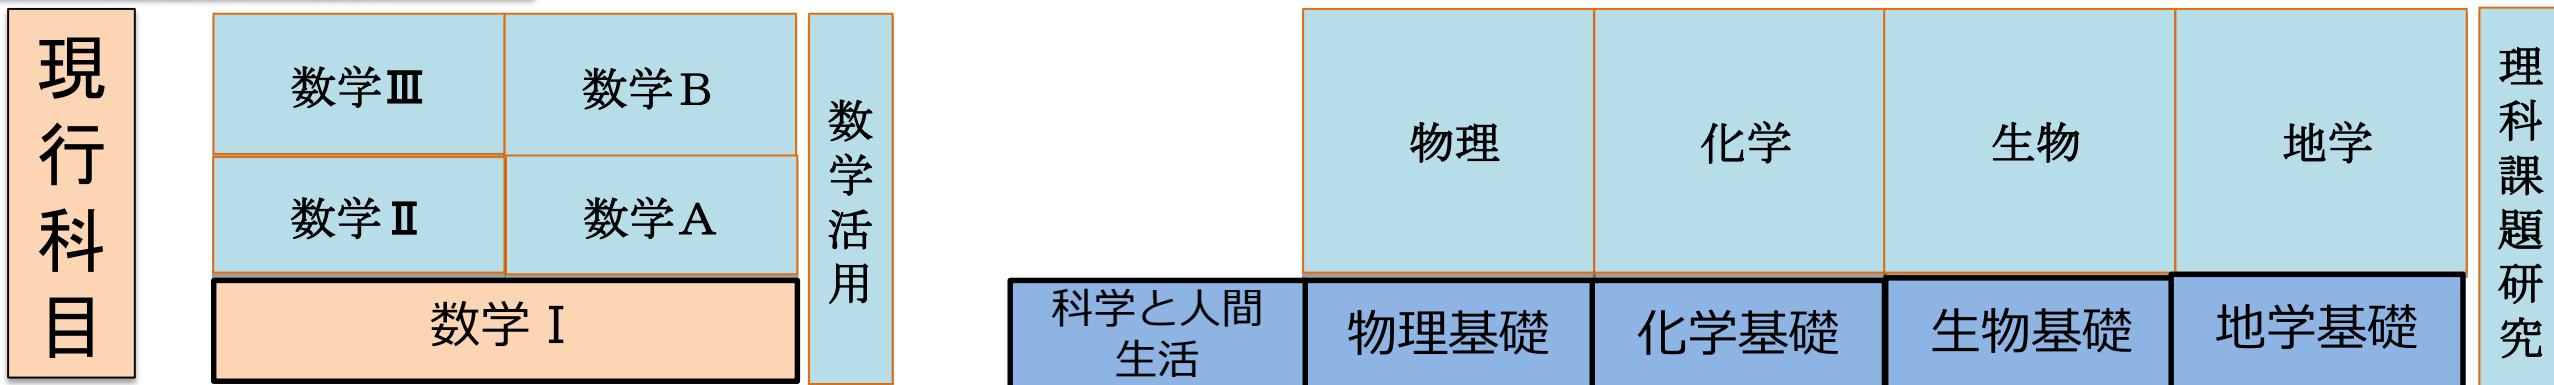 現行科目
数学Ⅲ
数学B
数学Ⅱ
数学A
数学Ⅰ
数学活用
物理
化学
生物
地学
科学と人間
生活
物理基礎
化学基礎
生物基礎
地学基礎
理科課題研究